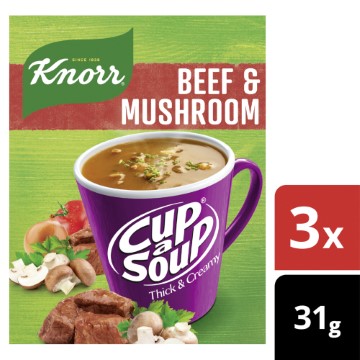 SINCE 1838
Knorr
BEEF &
MUSHROOM
CUP
a
SOUP®
Thick & Creamy
3x
31g